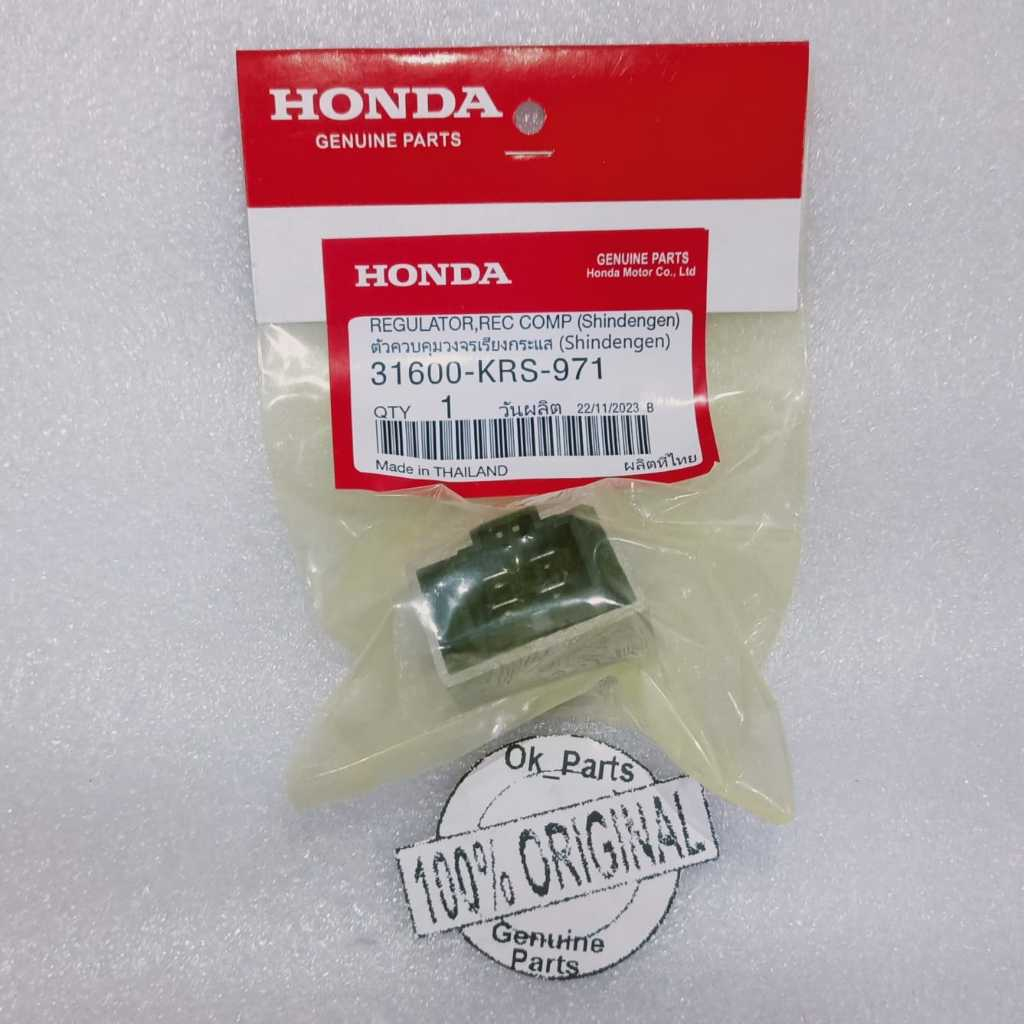 HONDA
GENUINE PARTS
HONDA
GENUINE PARTS
Honda Motor Co., Ltd
REGULATOR,REC COMP (Shindengen)
ตัวควบคุมวงจรเรียงกระแส (Shindengen)
31600-KRS-971
QTY 1 วันผลิต 22/11/2023 B
Made in THAILAND ผลิตที่ไทย
Ok_Parts
100% ORIGINAL
Genuine
Parts